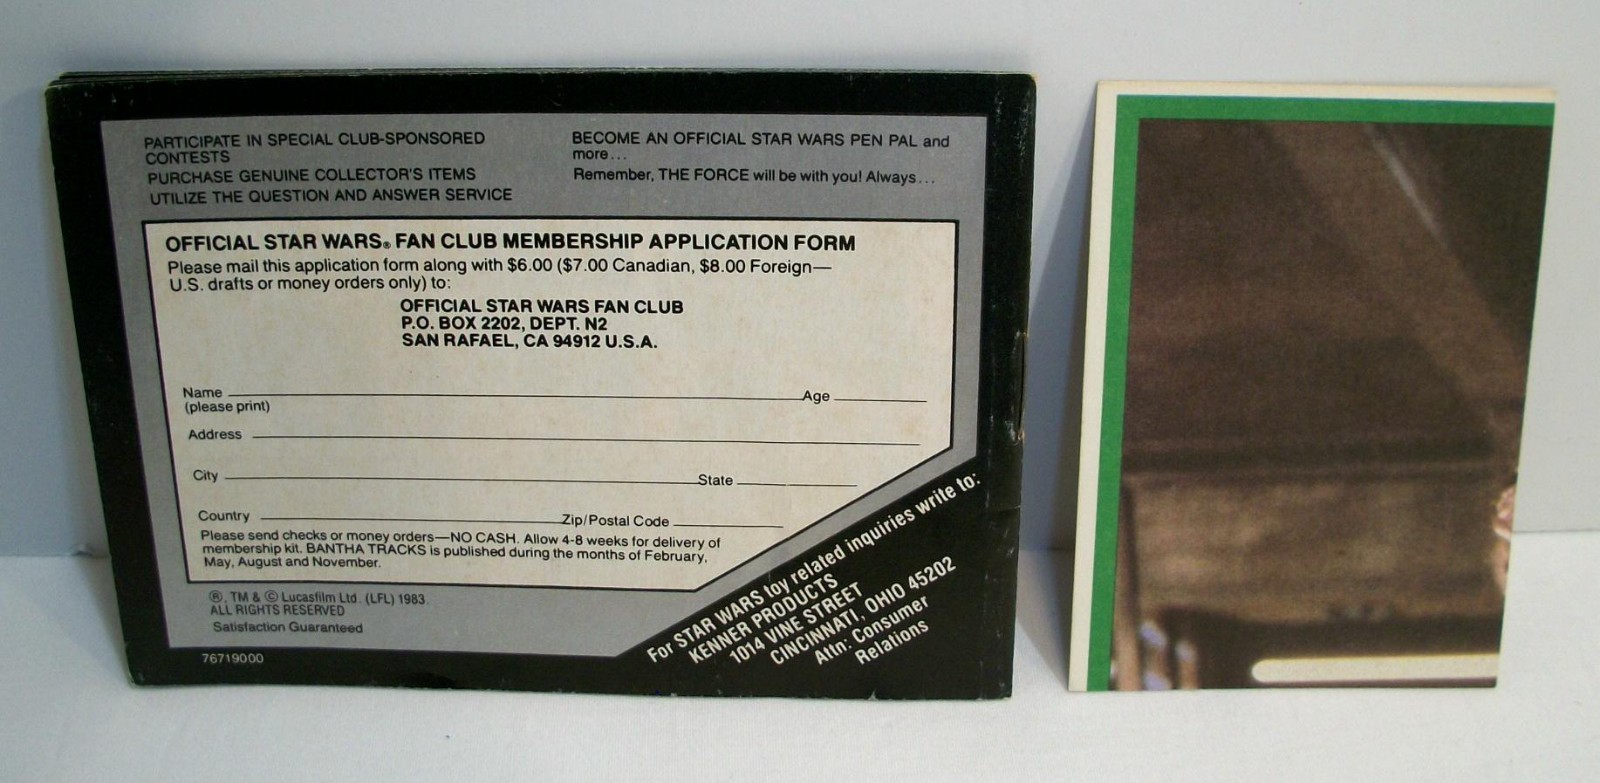 PARTICIPATE IN SPECIAL CLUB-SPONSORED
CONTESTS
PURCHASE GENUINE COLLECTOR'S ITEMS
UTILIZE THE QUESTION AND ANSWER SERVICE
BECOME AN OFFICIAL STAR WARS PEN PAL and
more...
Remember, THE FORCE will be with you! Always...
OFFICIAL STAR WARS® FAN CLUB MEMBERSHIP APPLICATION FORM
Please mail this application form along with $6.00 ($7.00 Canadian, $8.00 Foreign—
U.S. drafts or money orders only) to:
OFFICIAL STAR WARS FAN CLUB
P.O. BOX 2202, DEPT. N2
SAN RAFAEL, CA 94912 U.S.A.
Name Age
(please print)
Address
City State
Country Zip/Postal Code
Please send checks or money orders—NO CASH. Allow 4-8 weeks for delivery of
membership kit. BANTHA TRACKS is published during the months of February,
May, August and November.
®, TM & © Lucasfilm Ltd. (LFL) 1983.
ALL RIGHTS RESERVED
Satisfaction Guaranteed
76719000
For STAR WARS toy related inquiries write to:
KENNER PRODUCTS
1014 VINE STREET
CINCINNATI, OHIO 45202
Attn: Consumer
Relations